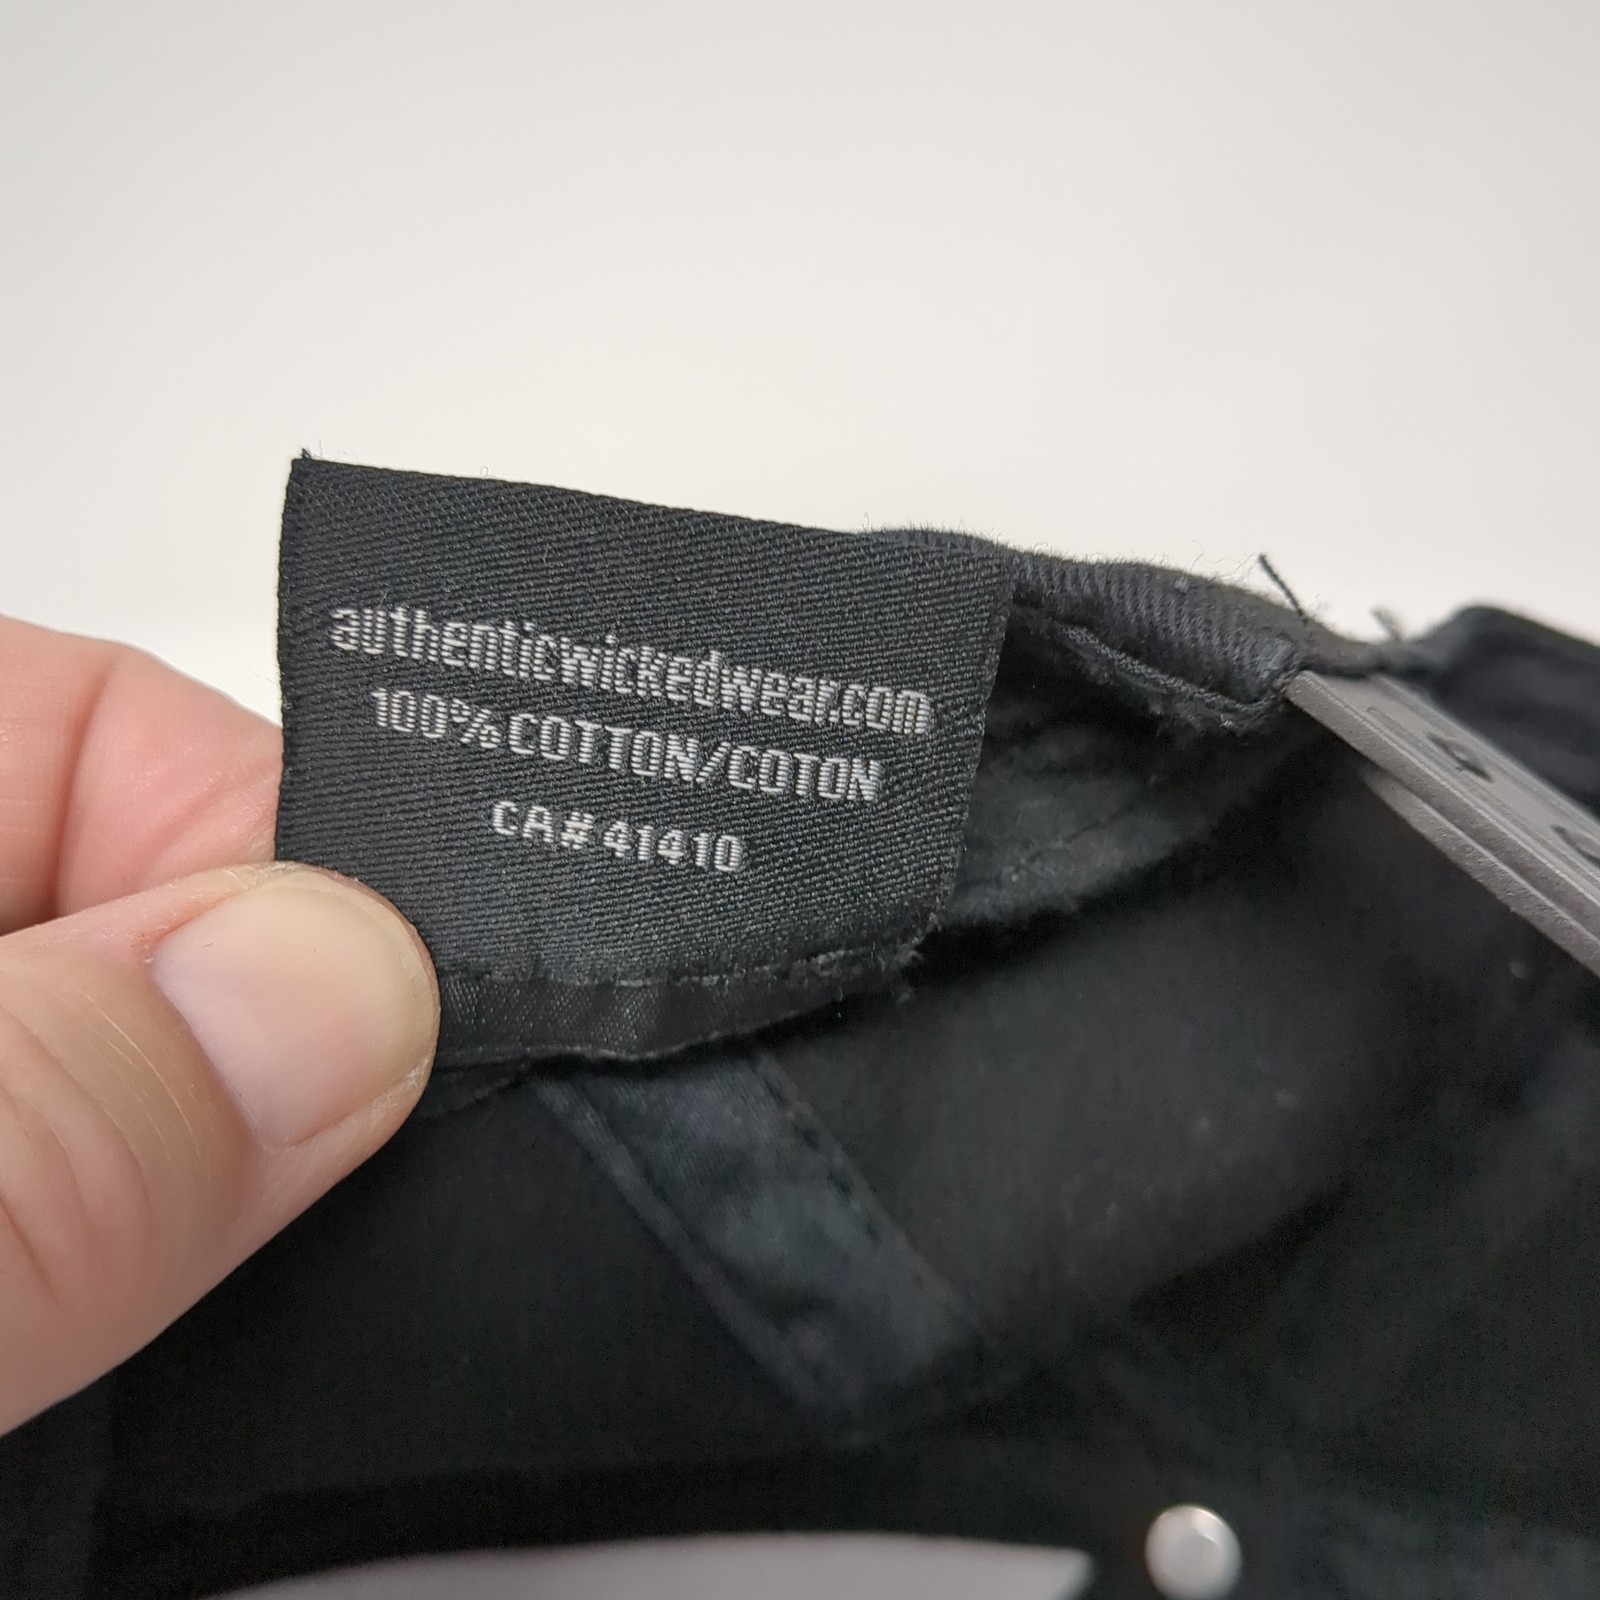 authenticwickedwear.com
100% COTTON/COTON
CA# 41410